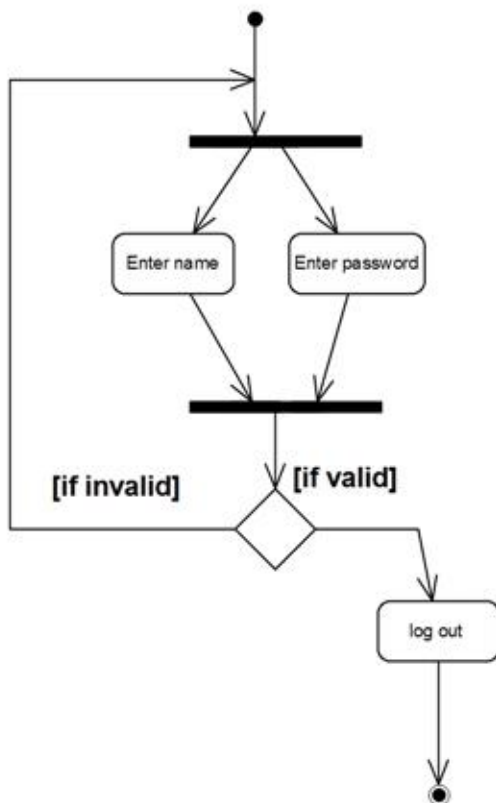 Enter name
Enter password
[if invalid]
[if valid]
log out